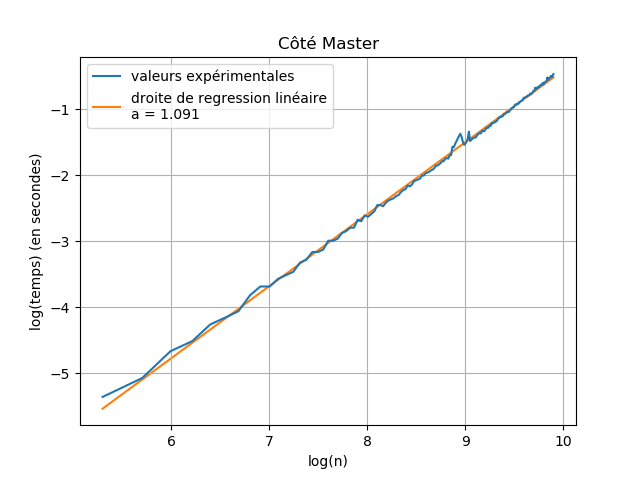 Côté Master
valeurs expérimentales
droite de regression linéaire
a = 1.091
−1
−2
−3
−4
−5
log(temps) (en secondes)
6 7 8 9 10
log(n)